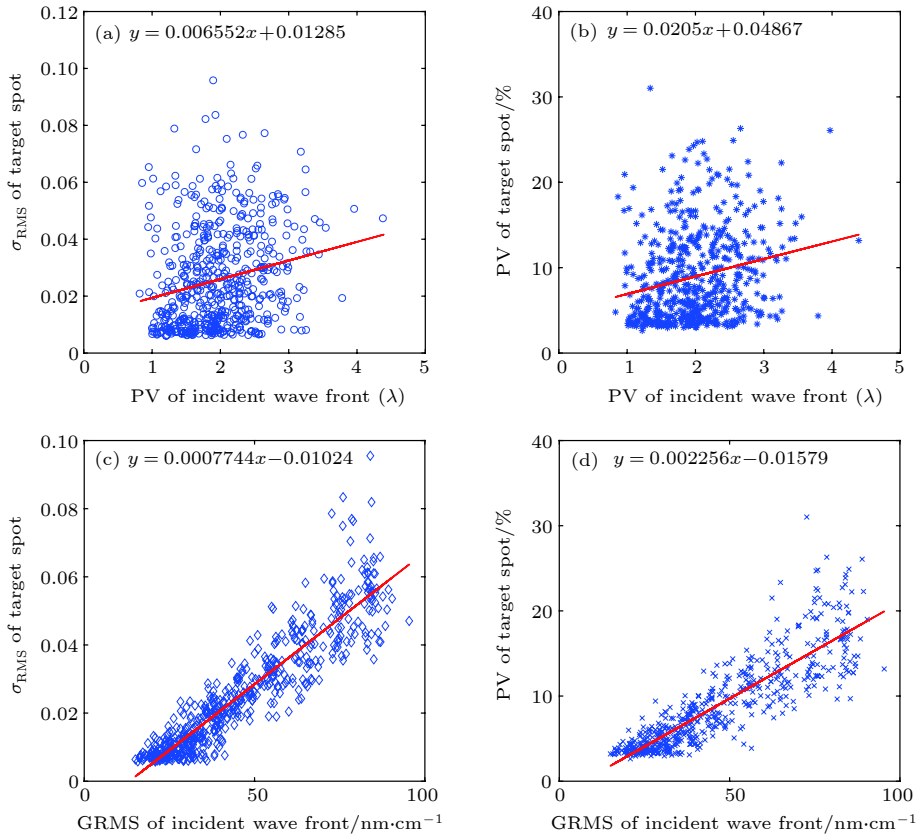 (a) y = 0.006552x+0.01285
0.12
0.10
0.08
0.06
0.04
0.02
0
σRMS of target spot
0 1 2 3 4 5
PV of incident wave front (λ)
(b) y = 0.0205x+0.04867
40
30
20
10
0
PV of target spot/%
0 1 2 3 4 5
PV of incident wave front (λ)
(c) y = 0.0007744x−0.01024
0.10
0.08
0.06
0.04
0.02
0
σRMS of target spot
0 50 100
GRMS of incident wave front/nm·cm−1
(d) y = 0.002256x−0.01579
40
30
20
10
0
PV of target spot/%
0 50 100
GRMS of incident wave front/nm·cm−1